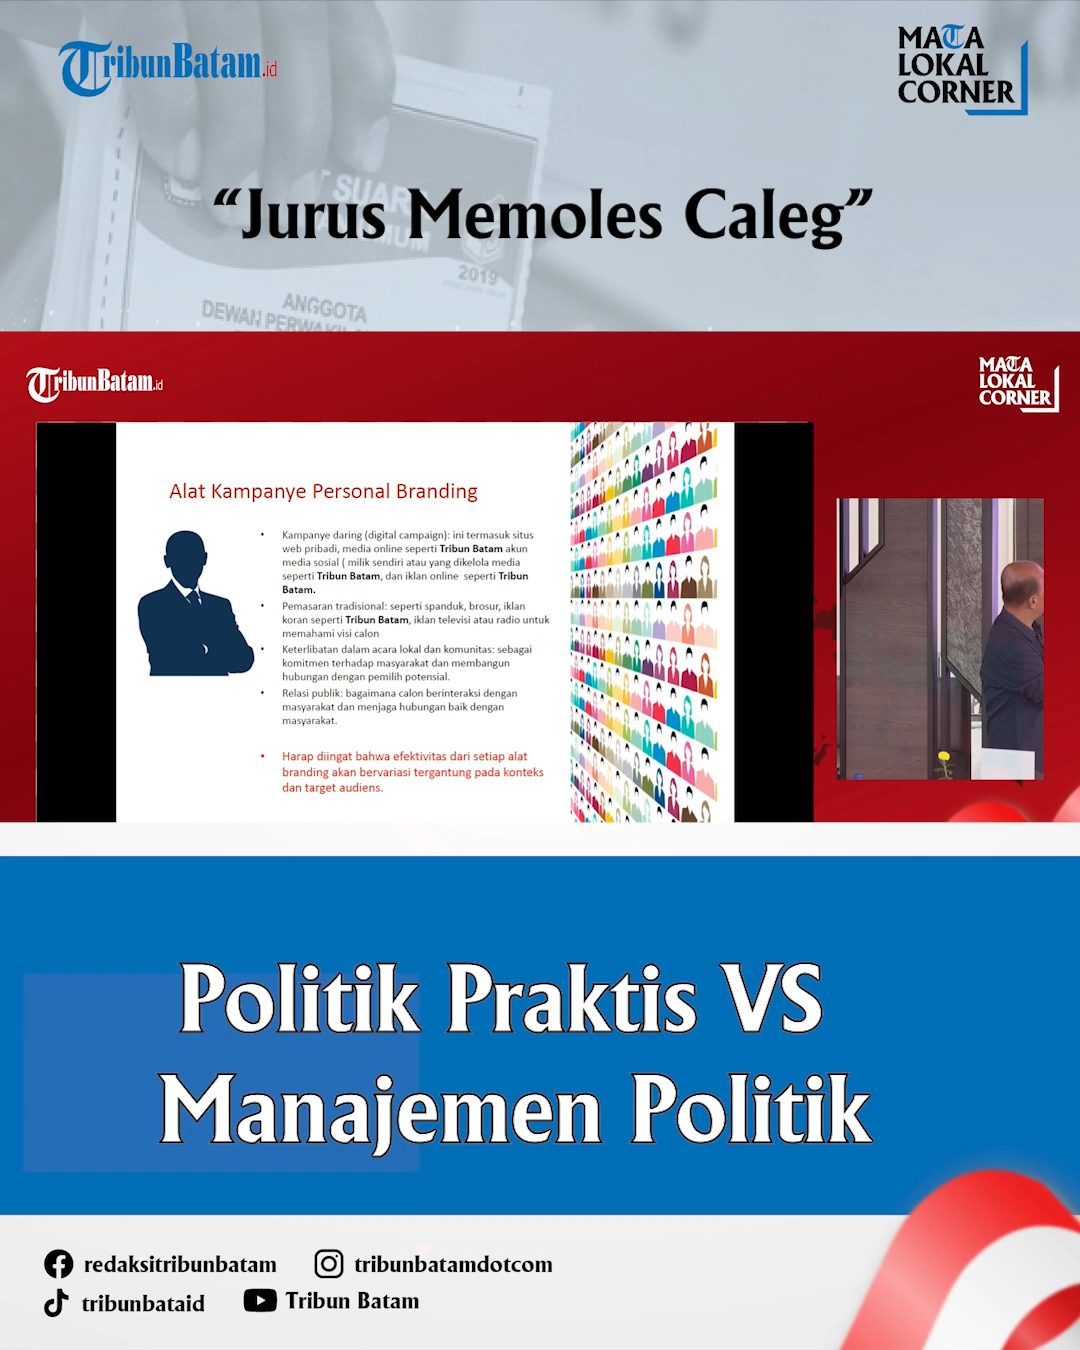 TribunBatam.id
MATA
LOKAL
CORNER
“Jurus Memoles Caleg”
SUARA
UMUM
2019
ANGGOTA
DEWAN
TribunBatam.id
MATA
LOKAL
CORNER
Alat Kampanye Personal Branding
• Kampanye daring (digital campaign): ini termasuk situs
web pribadi, media online seperti Tribun Batam akun
media sosial ( milik sendiri atau yang dikelola media
seperti Tribun Batam, dan iklan online seperti Tribun
Batam.
• Pemasaran tradisional: seperti spanduk, brosur, iklan
koran seperti Tribun Batam, iklan televisi atau radio untuk
memahami visi calon
• Keterlibatan dalam acara lokal dan komunitas: sebagai
komitmen terhadap masyarakat dan membangun
hubungan dengan pemilih potensial.
• Relasi publik: bagaimana calon berinteraksi dengan
masyarakat dan menjaga hubungan baik dengan
masyarakat.
• Harap diingat bahwa efektivitas dari setiap alat
branding akan bervariasi tergantung pada konteks
dan target audiens.
Politik Praktis VS
Manajemen Politik
redaksitribunbatam
tribunbatamdotcom
tribunbataid
Tribun Batam